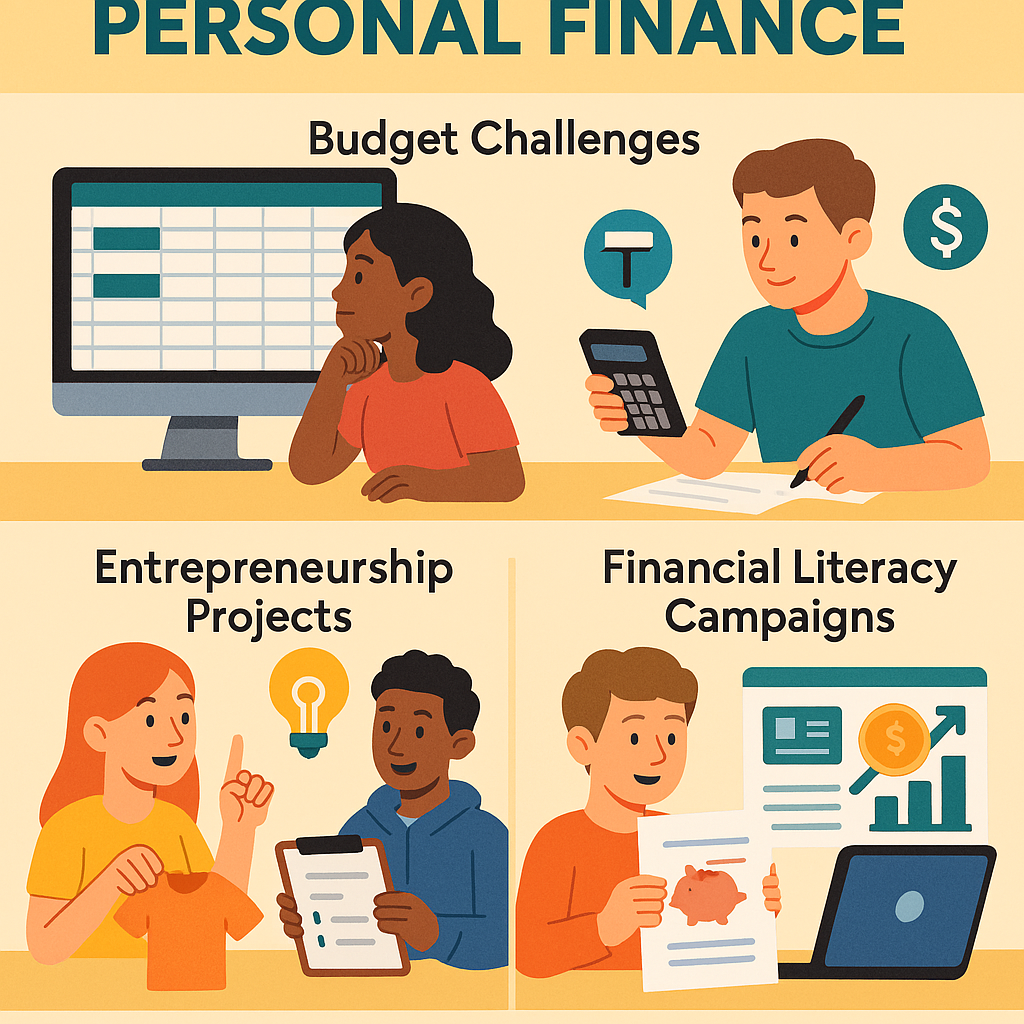 PERSONAL FINANCE
Budget Challenges
T
$
Entrepreneurship
Projects
Financial Literacy
Campaigns
$